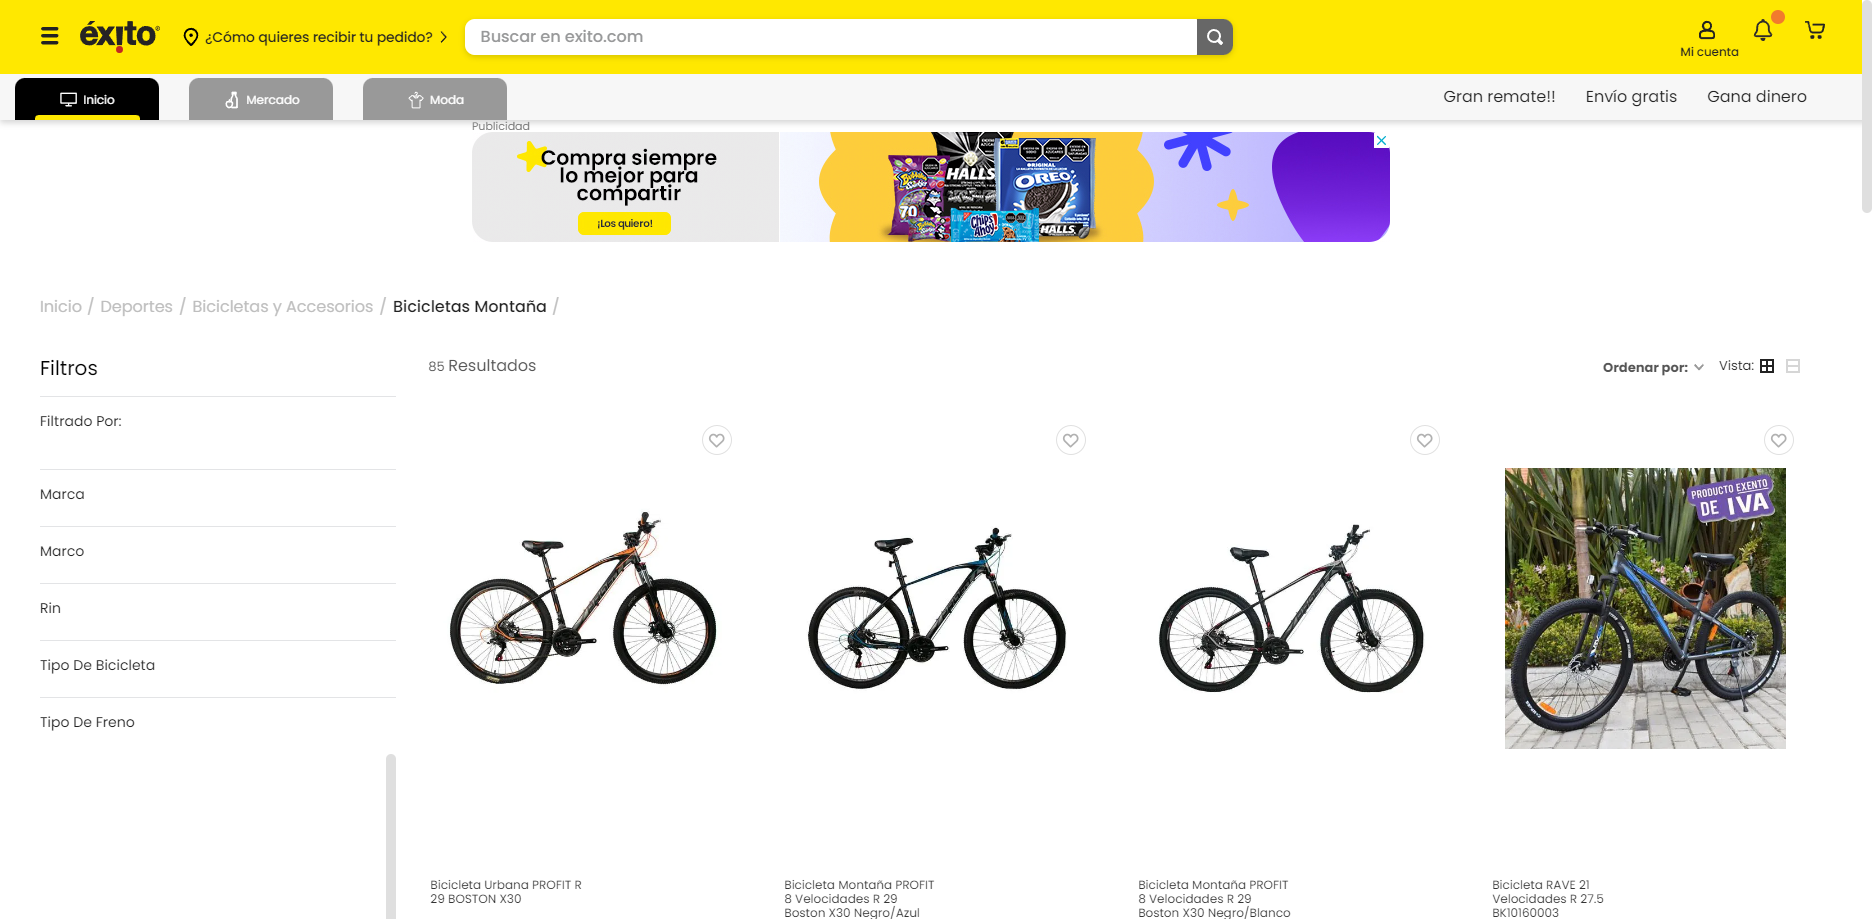 éxito
¿Cómo quieres recibir tu pedido?
Buscar en exito.com
Mi cuenta
Inicio
Mercado
Moda
Gran remate!!
Envío gratis
Gana dinero
Publicidad
Compra siempre
lo mejor para
compartir
¡Los quiero!
HALLS
70
ORIGINAL
OREO
Chips Ahoy!
HALLS
Inicio / Deportes / Bicicletas y Accesorios / Bicicletas Montaña /
Filtros
85 Resultados
Ordenar por:
Vista:
Filtrado Por:
Marca
Marco
Rin
Tipo De Bicicleta
Tipo De Freno
PRODUCTO EXENTO
DE IVA
Bicicleta Urbana PROFIT R
29 BOSTON X30
Bicicleta Montaña PROFIT
8 Velocidades R 29
Boston X30 Negro/Azul
Bicicleta Montaña PROFIT
8 Velocidades R 29
Boston X30 Negro/Blanco
Bicicleta RAVE 21
Velocidades R 27.5
BK10160003